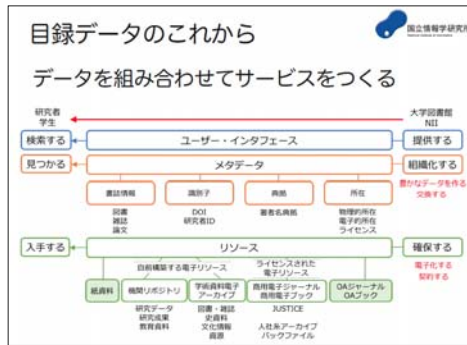 目録データのこれから
国立情報学研究所
データを組み合わせてサービスをつくる
研究者
学生
大学図書館
NII
検索する
ユーザー・インタフェース
提供する
見つかる
メタデータ
組織化する
豊かなデータを作る
交換する
書誌情報
識別子
典拠
所在
図書
雑誌
論文
DOI
研究者ID
著者名典拠
物理的所在
電子的所在
ライセンス
入手する
リソース
確保する
電子化する
契約する
自前構築する電子リソース
ライセンスされた
電子リソース
紙資料
機関リポジトリ
学術資料電子
アーカイブ
商用電子ジャーナル
商用電子ブック
OAジャーナル
OAブック
研究データ
研究成果
教育資料
図書・雑誌
史資料
文化情報
資源
JUSTICE
人社系アーカイブ
バックファイル